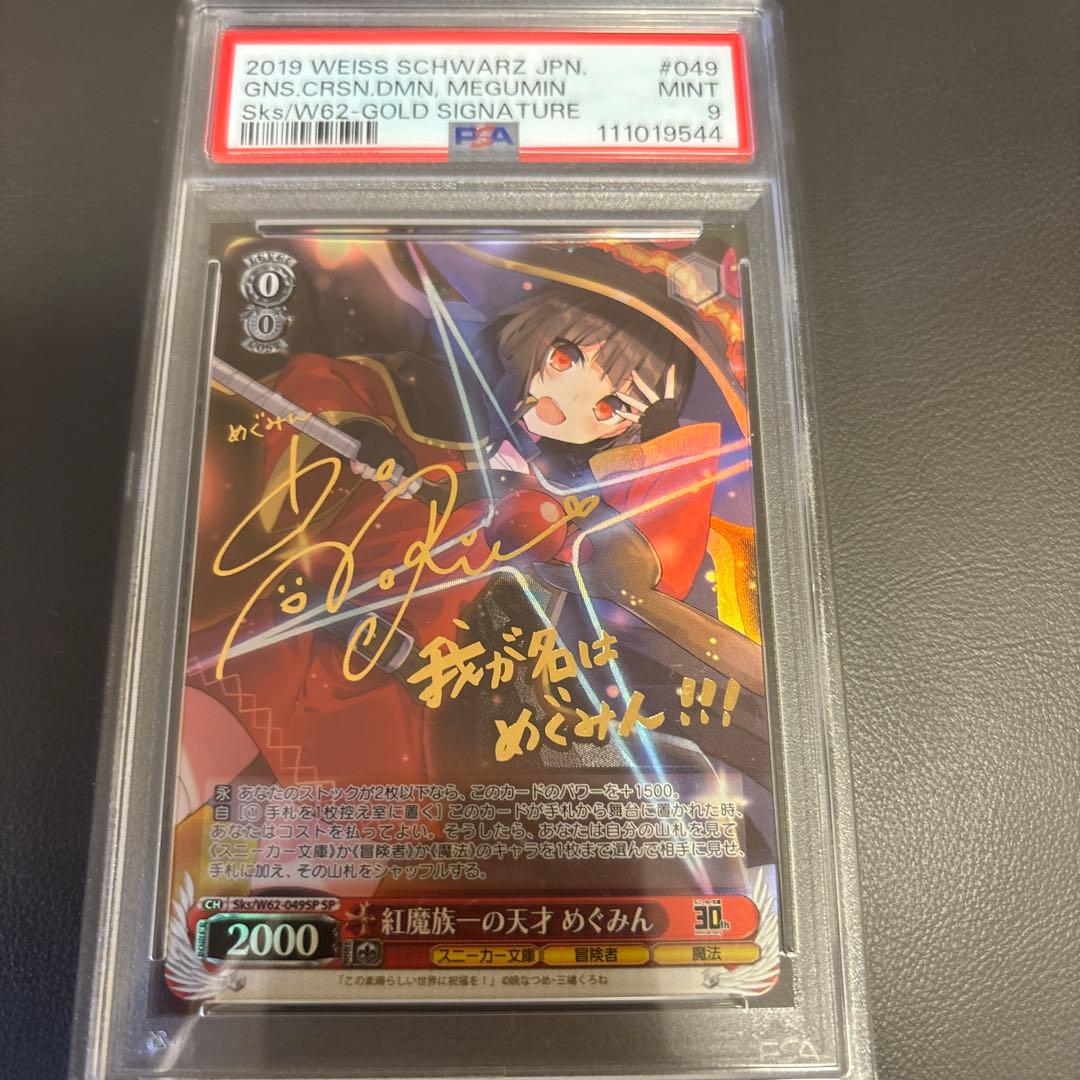 2019 WEISS SCHWARZ JPN. #049
GNS.CRSN.DMN, MEGUMIN MINT
Sks/W62-GOLD SIGNATURE 9
PSA 111019544
LEVEL
0
0
COST
めぐみん
Rie
我が名は
めぐみん!!!
永 あなたのストックが2枚以下なら、このカードのパワーを+1500。
自 [⓪ 手札を1枚控え室に置く] このカードが手札から舞台に置かれた時、
あなたはコストを払ってよい。そうしたら、あなたは自分の山札を見て
《スニーカー文庫》か《冒険者》か《魔法》のキャラを1枚まで選んで相手に見せ、
手札に加え、その山札をシャッフルする。
CH Sks/W62-049SP SP
紅魔族一の天才 めぐみん 30th
2000
スニーカー文庫 冒険者 魔法
「この素晴らしい世界に祝福を!」©暁なつめ・三嶋くろね
PSA